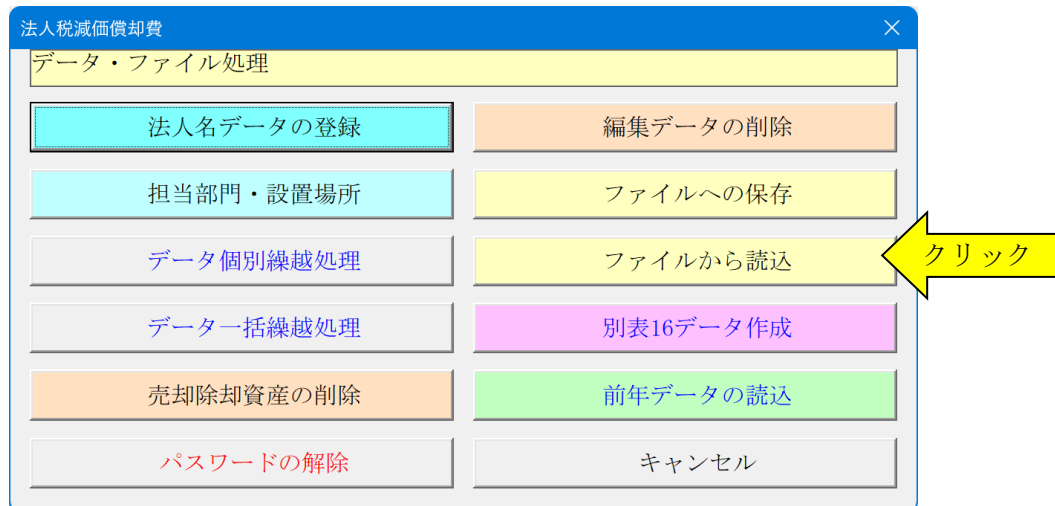 法人税減価償却費
データ・ファイル処理
法人名データの登録
編集データの削除
担当部門・設置場所
ファイルへの保存
データ個別繰越処理
ファイルから読込
クリック
データ一括繰越処理
別表16データ作成
売却除却資産の削除
前年データの読込
パスワードの解除
キャンセル